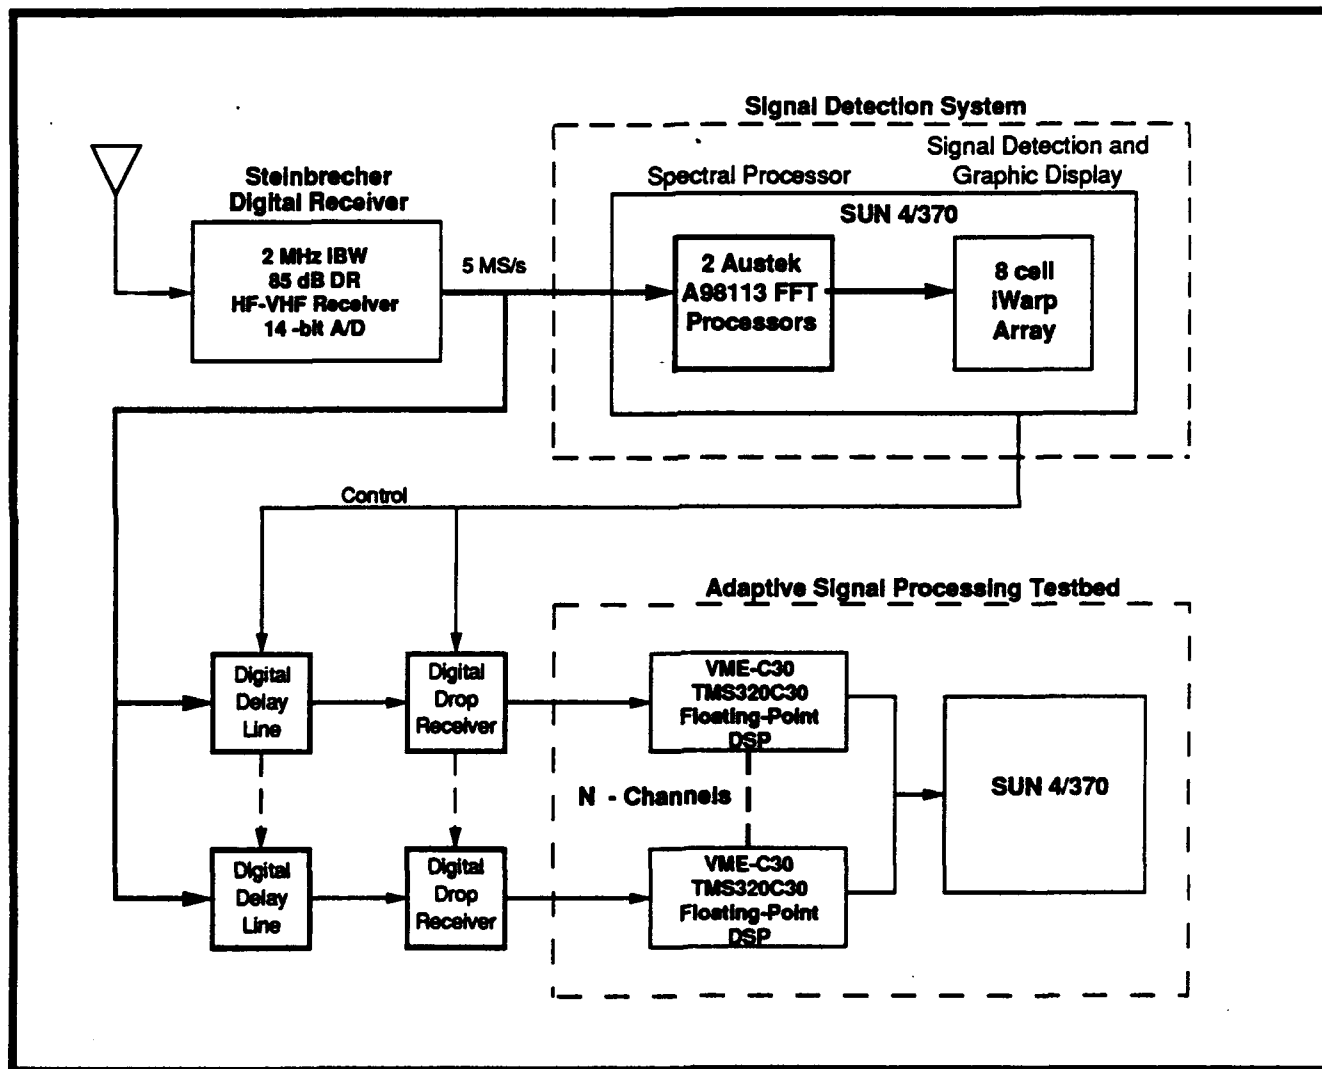 Signal Detection System
Signal Detection and
Graphic Display
Spectral Processor
SUN 4/370
Steinbrecher
Digital Receiver
2 MHz IBW
85 dB DR
HF-VHF Receiver
14 -bit A/D
5 MS/s
2 Austek
A98113 FFT
Processors
8 cell
iWarp
Array
Control
Adaptive Signal Processing Testbed
Digital
Delay
Line
Digital
Drop
Receiver
VME-C30
TMS320C30
Floating-Point
DSP
N - Channels
SUN 4/370
Digital
Delay
Line
Digital
Drop
Receiver
VME-C30
TMS320C30
Floating-Point
DSP